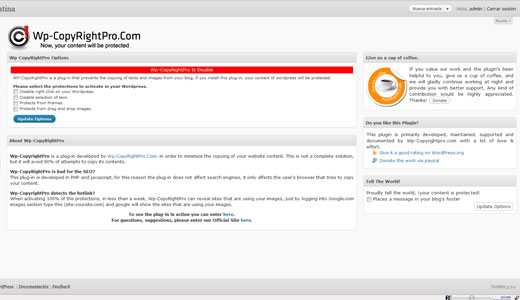 atina
Nueva entrada
Hola, admin | Cerrar sesión
Ayuda
Wp-CopyRightPro.Com
Now, your content will be protected
Wp-CopyRightPro Options
Wp-CopyRightPro Is Disable
Wp-CopyRightPro is a plug-in that prevents the copying of texts and images from your blog, if you install this plug-in, your content of wordpress will be protected.
Please select the protections to activate in your Wordpress.
Disable right click on your Wordpress.
Disable selection of text.
Protects from iframes.
Protects from drag and drop images.
Update Options
About Wp-CopyRightPro
Wp-CopyRightPro is a plug-in developed by Wp-CopyRightPro.Com, in order to minimize the copying of your website content. This is not a complete solution,
but it will avoid 90% of attempts to copy its content.
Wp-CopyRightPro is bad for the SEO?
This plug-in is developed in PHP and Javascript, for this reason the plugin does not affect search engines, it only affects the user's browser that tries to copy
your content.
Wp-CopyRightPro detects the hotlink?
When activating 100% of the protections, in less than a week, Wp-CopyRightPro can reveal sites that are using your images, just by logging into Google.com
images section type this (site:yoursite.com) and google will show the sites that are using your images.
To use the plug in in action you can enter here.
For questions, suggestions, please enter our Official Site here.
Give us a cup of coffee.
If you value our work and the plugin's been
helpful to you, give us a cup of coffee, and
we will gladly continue working at night and
provide you with better support. Any kind of
contribution would be highly appreciated.
Thanks! Donate
Do you like this Plugin?
This plugin is primarily developed, maintained, supported
and documented by Wp-Copyrightpro.com with a lot of love &
effort.
Give it a good rating on WordPress.org
Donate the work via paypal
Tell The World!
Proudly tell the world, ¡your content is protected!
Places a message in your blog's footer
Update Options
Press | Documentación | Feedback